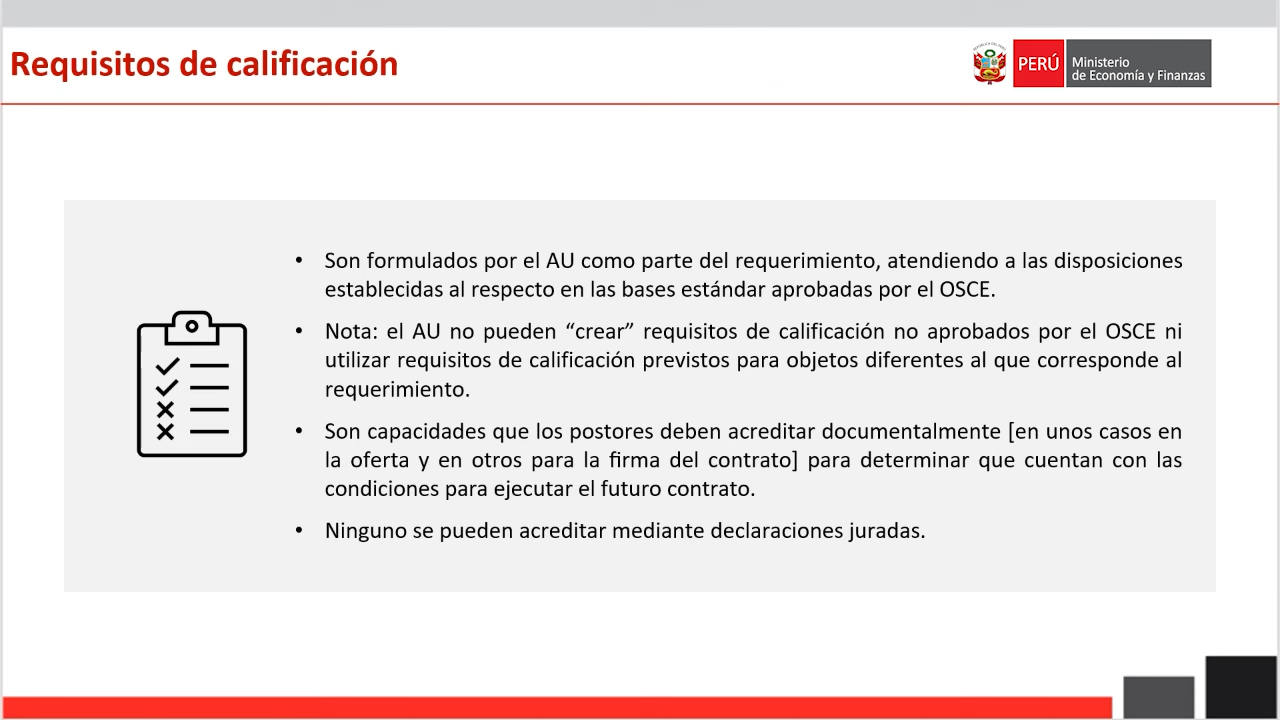 Requisitos de calificación
PERÚ
Ministerio
de Economía y Finanzas
• Son formulados por el AU como parte del requerimiento, atendiendo a las disposiciones
establecidas al respecto en las bases estándar aprobadas por el OSCE.
• Nota: el AU no pueden “crear” requisitos de calificación no aprobados por el OSCE ni
utilizar requisitos de calificación previstos para objetos diferentes al que corresponde al
requerimiento.
• Son capacidades que los postores deben acreditar documentalmente [en unos casos en
la oferta y en otros para la firma del contrato] para determinar que cuentan con las
condiciones para ejecutar el futuro contrato.
• Ninguno se pueden acreditar mediante declaraciones juradas.